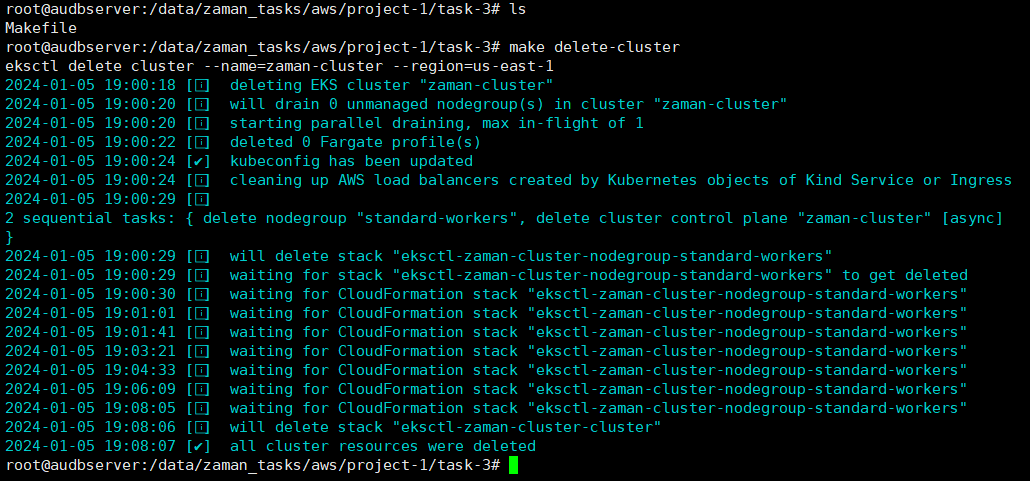 root@audbserver:/data/zaman_tasks/aws/project-1/task-3# ls
Makefile
root@audbserver:/data/zaman_tasks/aws/project-1/task-3# make delete-cluster
eksctl delete cluster --name=zaman-cluster --region=us-east-1
2024-01-05 19:00:18 [ℹ]  deleting EKS cluster "zaman-cluster"
2024-01-05 19:00:20 [ℹ]  will drain 0 unmanaged nodegroup(s) in cluster "zaman-cluster"
2024-01-05 19:00:20 [ℹ]  starting parallel draining, max in-flight of 1
2024-01-05 19:00:22 [ℹ]  deleted 0 Fargate profile(s)
2024-01-05 19:00:24 [✔]  kubeconfig has been updated
2024-01-05 19:00:24 [ℹ]  cleaning up AWS load balancers created by Kubernetes objects of Kind Service or Ingress
2024-01-05 19:00:29 [ℹ]
2 sequential tasks: { delete nodegroup "standard-workers", delete cluster control plane "zaman-cluster" [async]
}
2024-01-05 19:00:29 [ℹ]  will delete stack "eksctl-zaman-cluster-nodegroup-standard-workers"
2024-01-05 19:00:29 [ℹ]  waiting for stack "eksctl-zaman-cluster-nodegroup-standard-workers" to get deleted
2024-01-05 19:00:30 [ℹ]  waiting for CloudFormation stack "eksctl-zaman-cluster-nodegroup-standard-workers"
2024-01-05 19:01:01 [ℹ]  waiting for CloudFormation stack "eksctl-zaman-cluster-nodegroup-standard-workers"
2024-01-05 19:01:41 [ℹ]  waiting for CloudFormation stack "eksctl-zaman-cluster-nodegroup-standard-workers"
2024-01-05 19:03:21 [ℹ]  waiting for CloudFormation stack "eksctl-zaman-cluster-nodegroup-standard-workers"
2024-01-05 19:04:33 [ℹ]  waiting for CloudFormation stack "eksctl-zaman-cluster-nodegroup-standard-workers"
2024-01-05 19:06:09 [ℹ]  waiting for CloudFormation stack "eksctl-zaman-cluster-nodegroup-standard-workers"
2024-01-05 19:08:05 [ℹ]  waiting for CloudFormation stack "eksctl-zaman-cluster-nodegroup-standard-workers"
2024-01-05 19:08:06 [ℹ]  will delete stack "eksctl-zaman-cluster-cluster"
2024-01-05 19:08:07 [✔]  all cluster resources were deleted
root@audbserver:/data/zaman_tasks/aws/project-1/task-3#